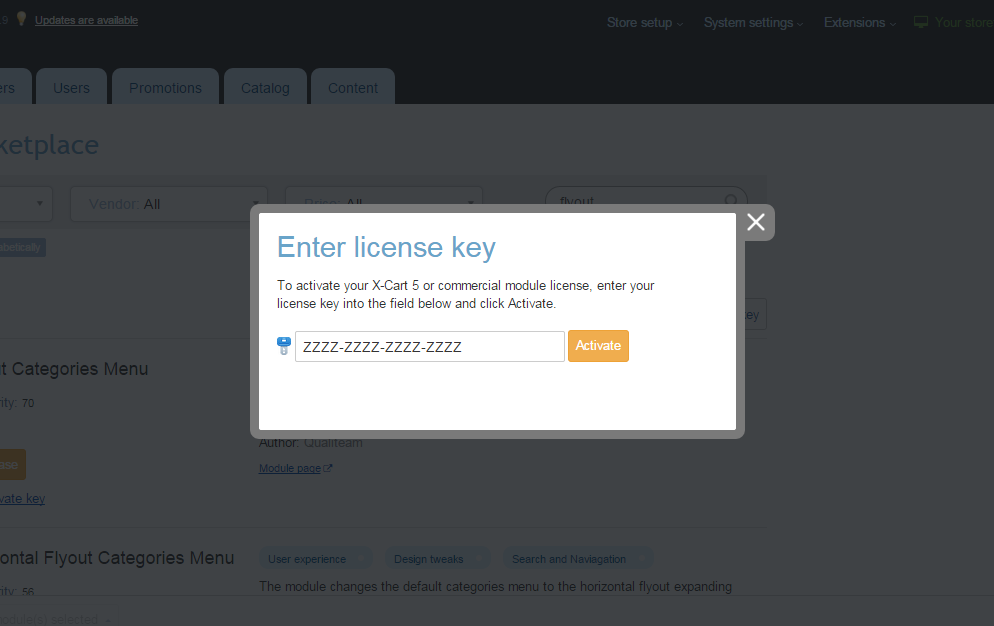 .9 Updates are available
Store setup System settings Extensions Your store
ers Users Promotions Catalog Content
ketplace
Vendor: All Price: All flyout
abetically
Enter license key
To activate your X-Cart 5 or commercial module license, enter your
license key into the field below and click Activate.
key
ZZZZ-ZZZZ-ZZZZ-ZZZZ Activate
t Categories Menu
rity: 70
Author: Qualiteam
ase
Module page
vate key
ontal Flyout Categories Menu User experience Design tweaks Search and Naviagation
The module changes the default categories menu to the horizontal flyout expanding
rity: 56
module(s) selected